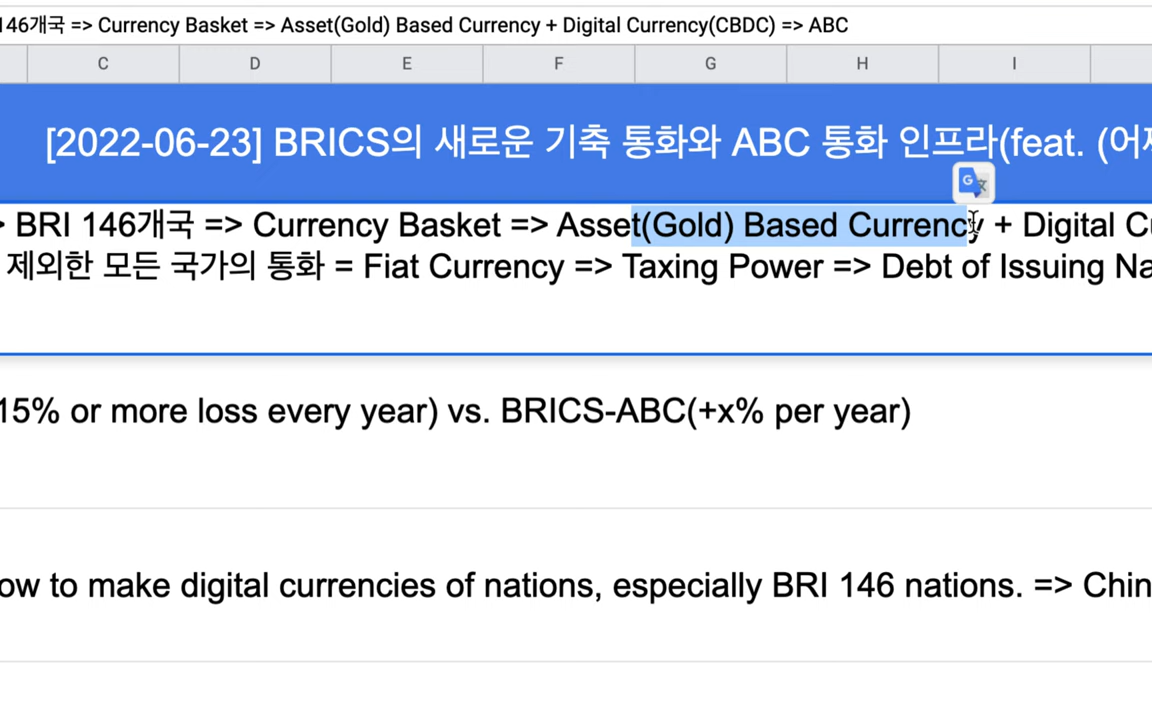 146개국 => Currency Basket => Asset(Gold) Based Currency + Digital Currency(CBDC) => ABC
C D E F G H I
[2022-06-23] BRICS의 새로운 기축 통화와 ABC 통화 인프라(feat. (어
> BRI 146개국 => Currency Basket => Asset(Gold) Based Currency + Digital
제외한 모든 국가의 통화 = Fiat Currency => Taxing Power => Debt of Issuing
15% or more loss every year) vs. BRICS-ABC(+x% per year)
ow to make digital currencies of nations, especially BRI 146 nations. => Chin